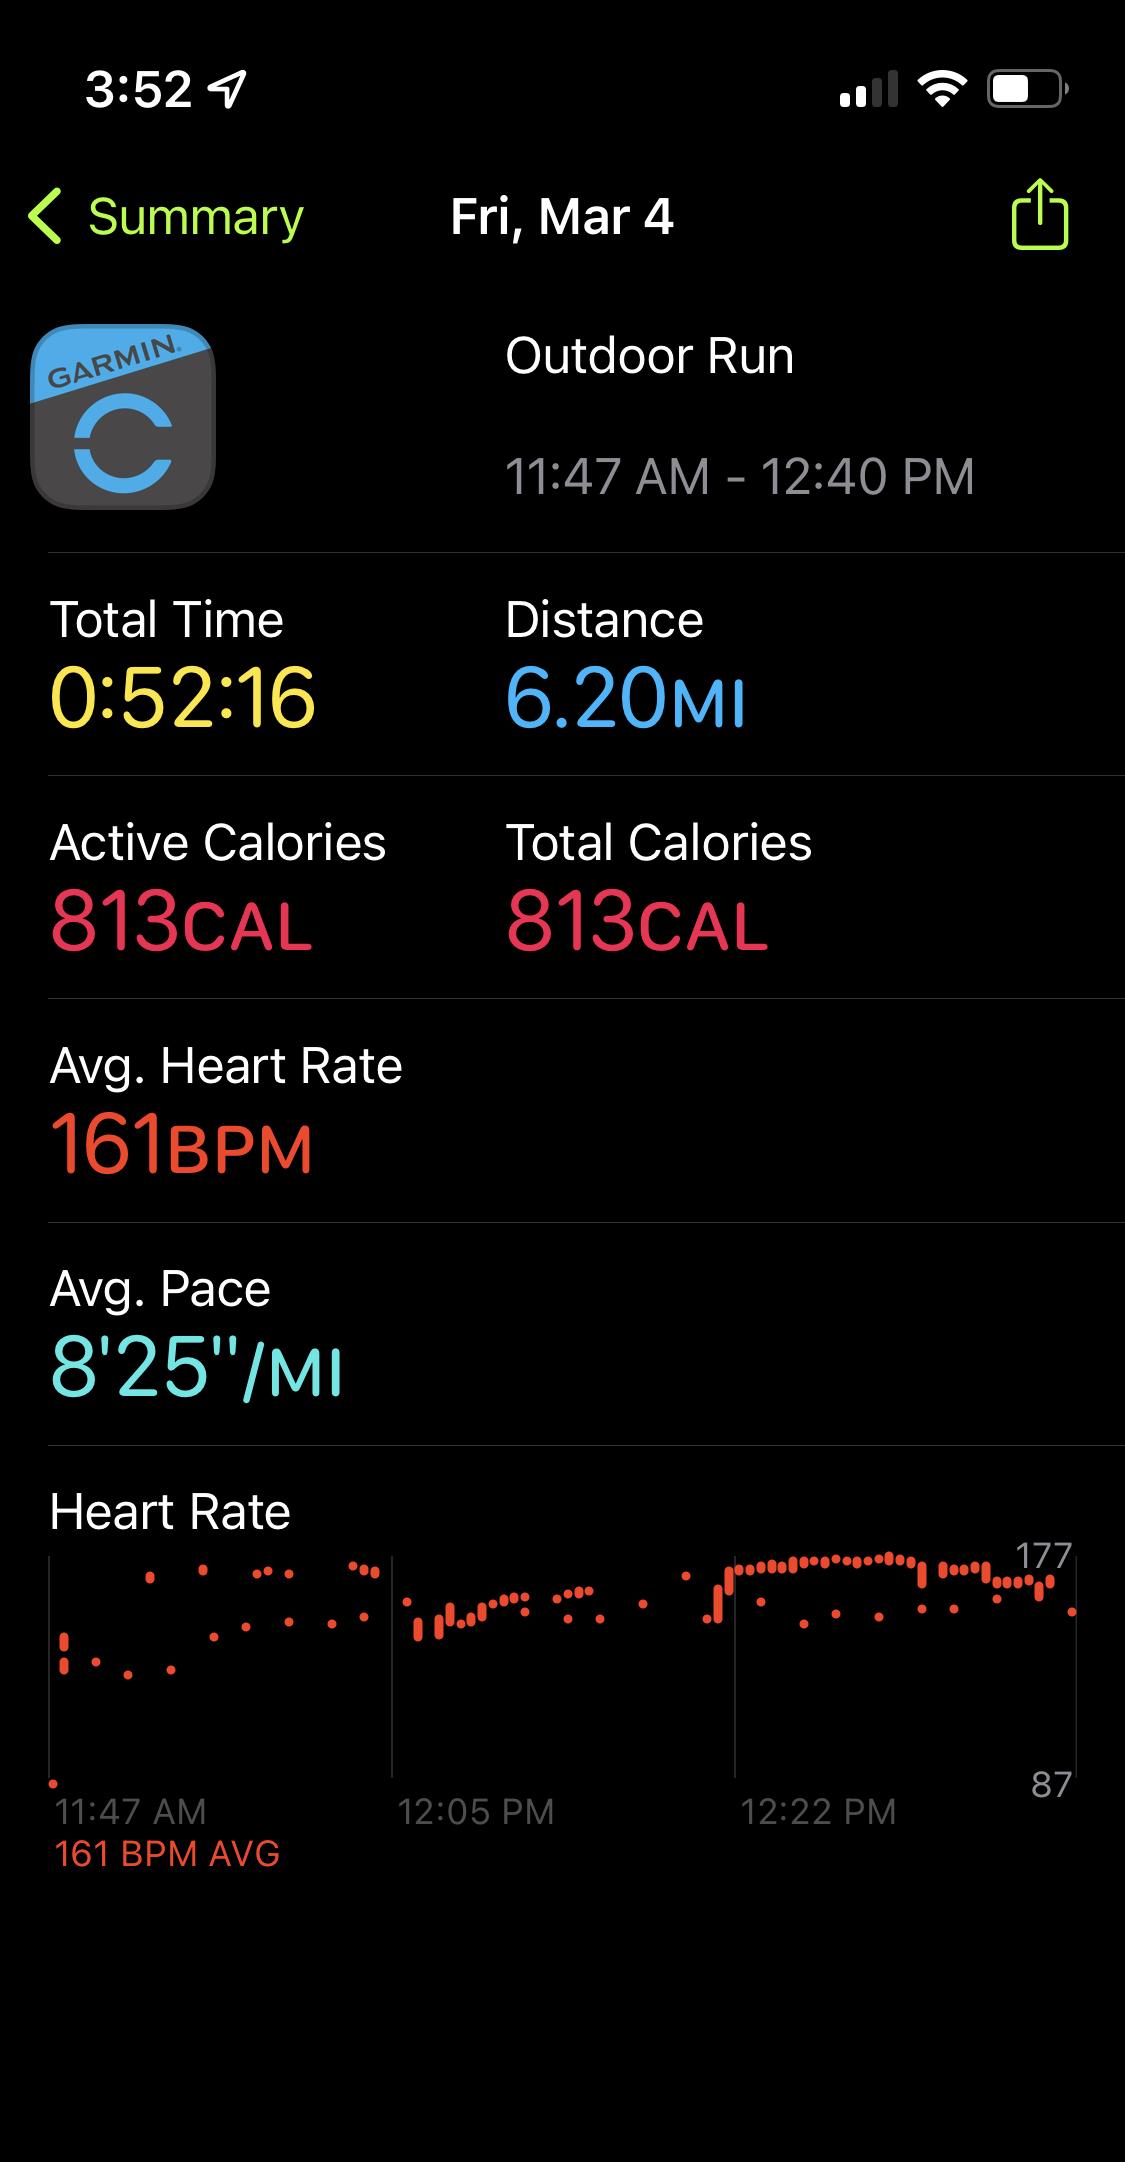 3:52
Summary
Fri, Mar 4
GARMIN.
Outdoor Run
11:47 AM - 12:40 PM
Total Time
Distance
0:52:16
6.20MI
Active Calories
Total Calories
813CAL
813CAL
Avg. Heart Rate
161BPM
Avg. Pace
8'25"/MI
Heart Rate
177
87
11:47 AM
12:05 PM
12:22 PM
161 BPM AVG